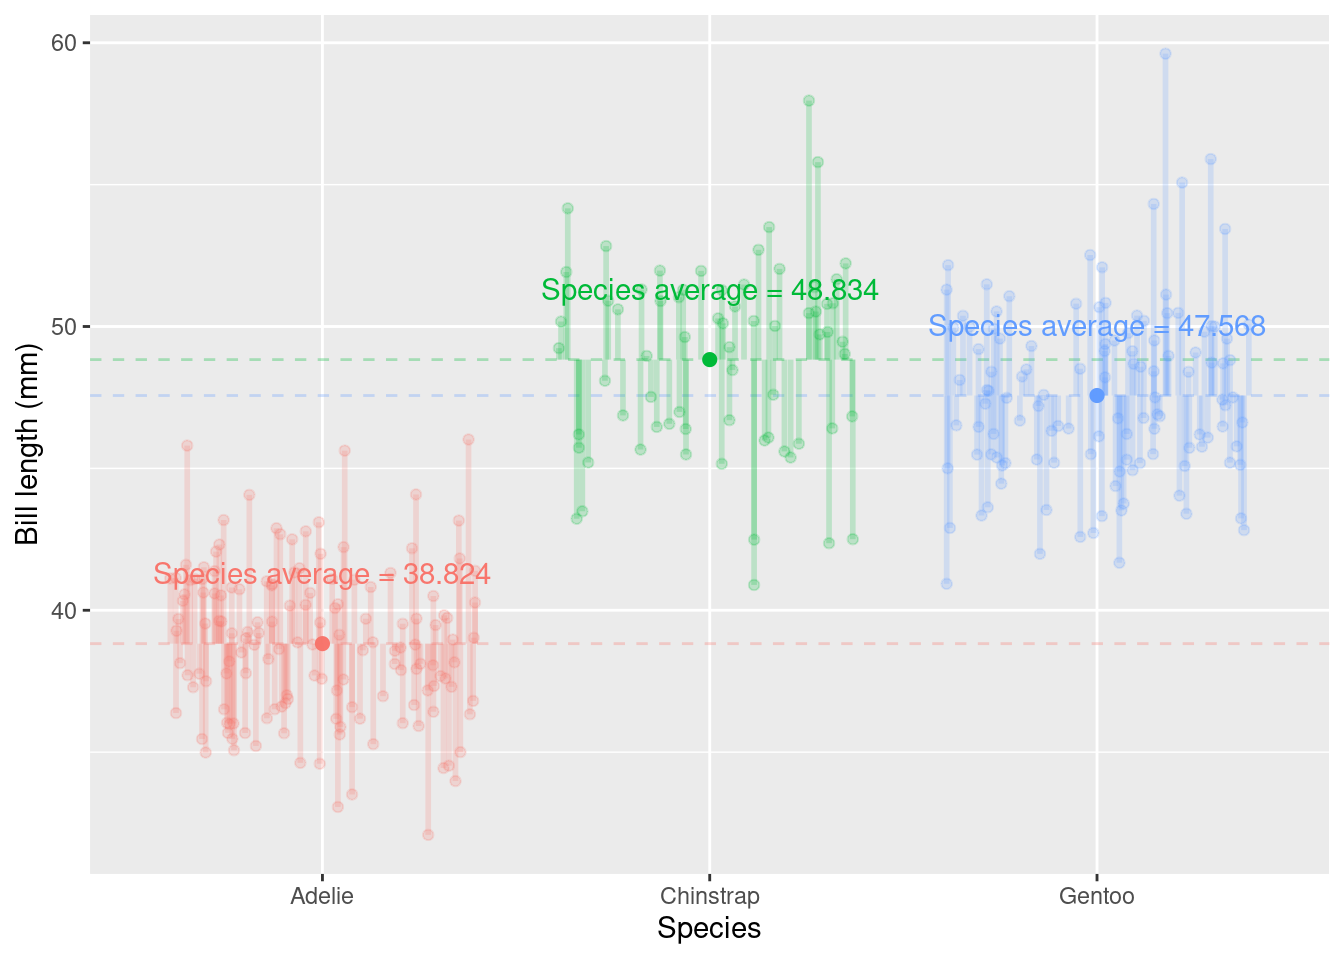 60
50
40
Bill length (mm)
Species average = 48.834
Species average = 47.568
Species average = 38.824
Adelie
Chinstrap
Gentoo
Species